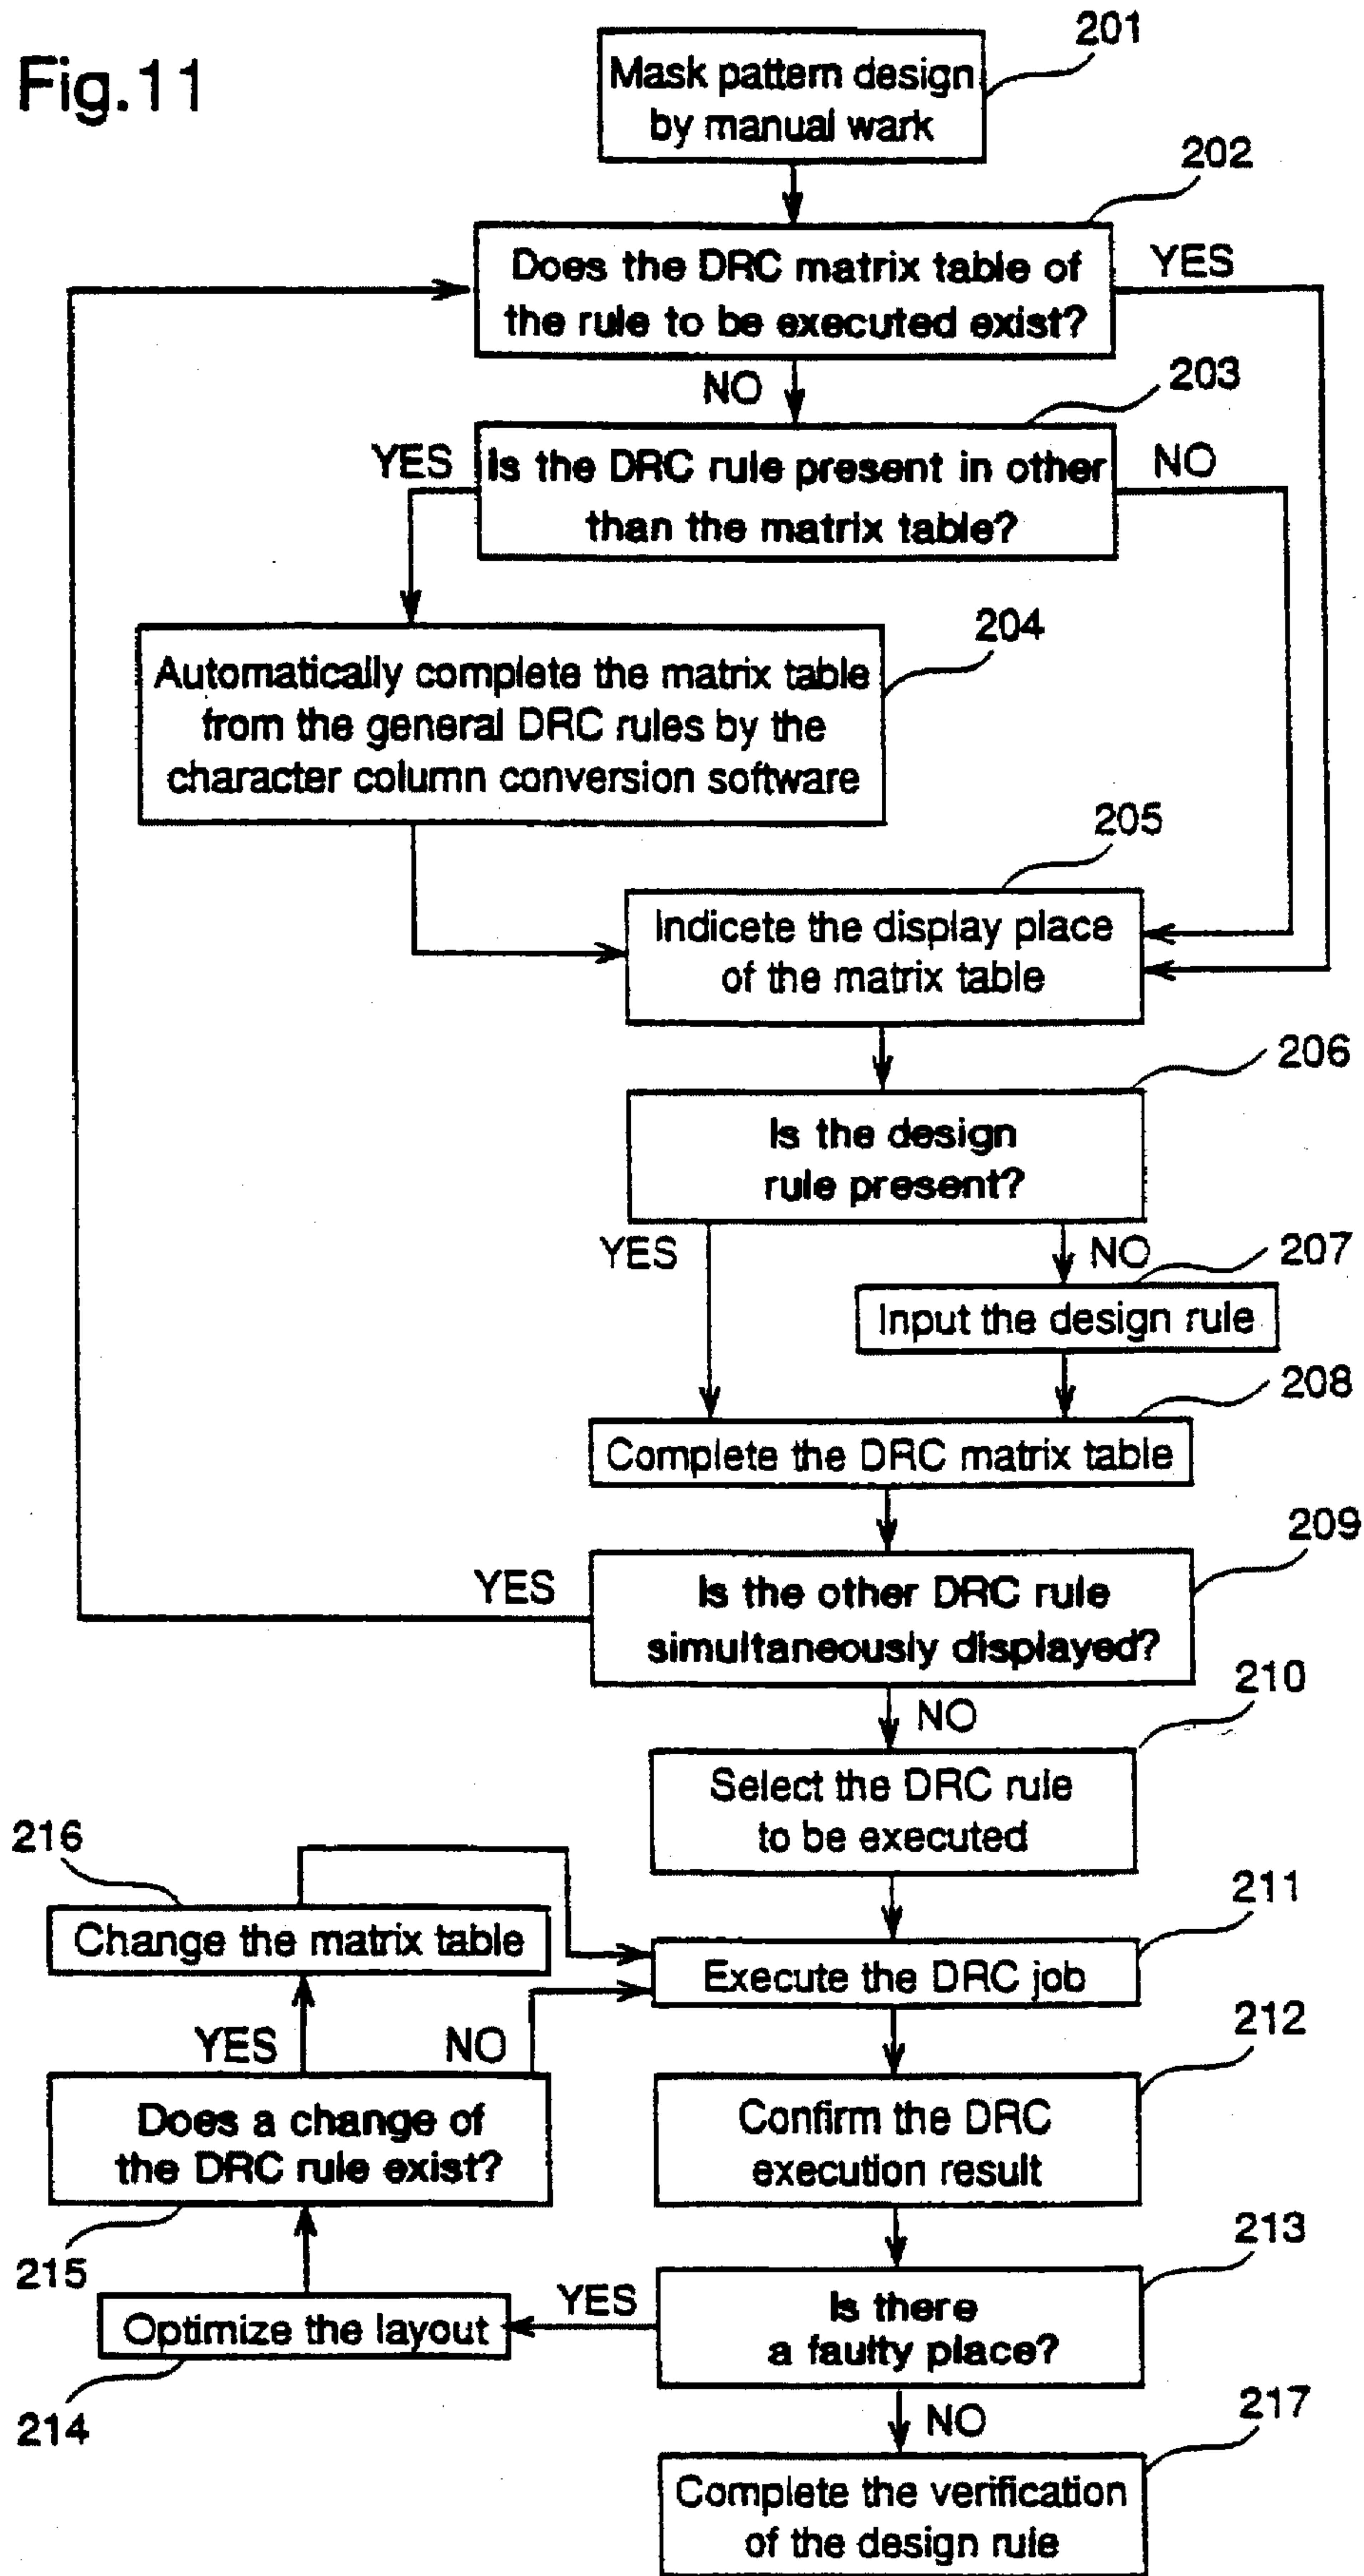 Fig.11
201
Mask pattern design
by manual wark
202
Does the DRC matrix table of
the rule to be executed exist?
YES
NO
203
YES
Is the DRC rule present in other
than the matrix table?
NO
204
Automatically complete the matrix table
from the general DRC rules by the
character column conversion software
205
Indicete the display place
of the matrix table
206
Is the design
rule present?
YES
NO
207
Input the design rule
208
Complete the DRC matrix table
209
YES
Is the other DRC rule
simultaneously displayed?
210
NO
Select the DRC rule
to be executed
216
Change the matrix table
211
Execute the DRC job
YES
NO
212
Does a change of
the DRC rule exist?
Confirm the DRC
execution result
215
213
YES
Is there
a faulty place?
Optimize the layout
214
NO
217
Complete the verification
of the design rule